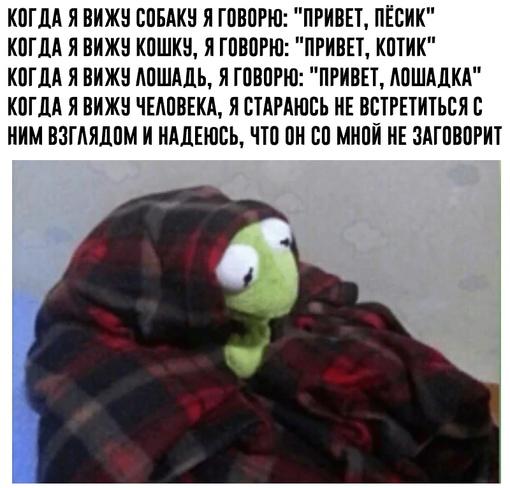 КОГДА Я ВИЖУ СОБАКУ Я ГОВОРЮ: "ПРИВЕТ, ПЁСИК"
КОГДА Я ВИЖУ КОШКУ, Я ГОВОРЮ: "ПРИВЕТ, КОТИК"
КОГДА Я ВИЖУ ЛОШАДЬ, Я ГОВОРЮ: "ПРИВЕТ, ЛОШАДКА"
КОГДА Я ВИЖУ ЧЕЛОВЕКА, Я СТАРАЮСЬ НЕ ВСТРЕТИТЬСЯ С
НИМ ВЗГЛЯДОМ И НАДЕЮСЬ, ЧТО ОН СО МНОЙ НЕ ЗАГОВОРИТ